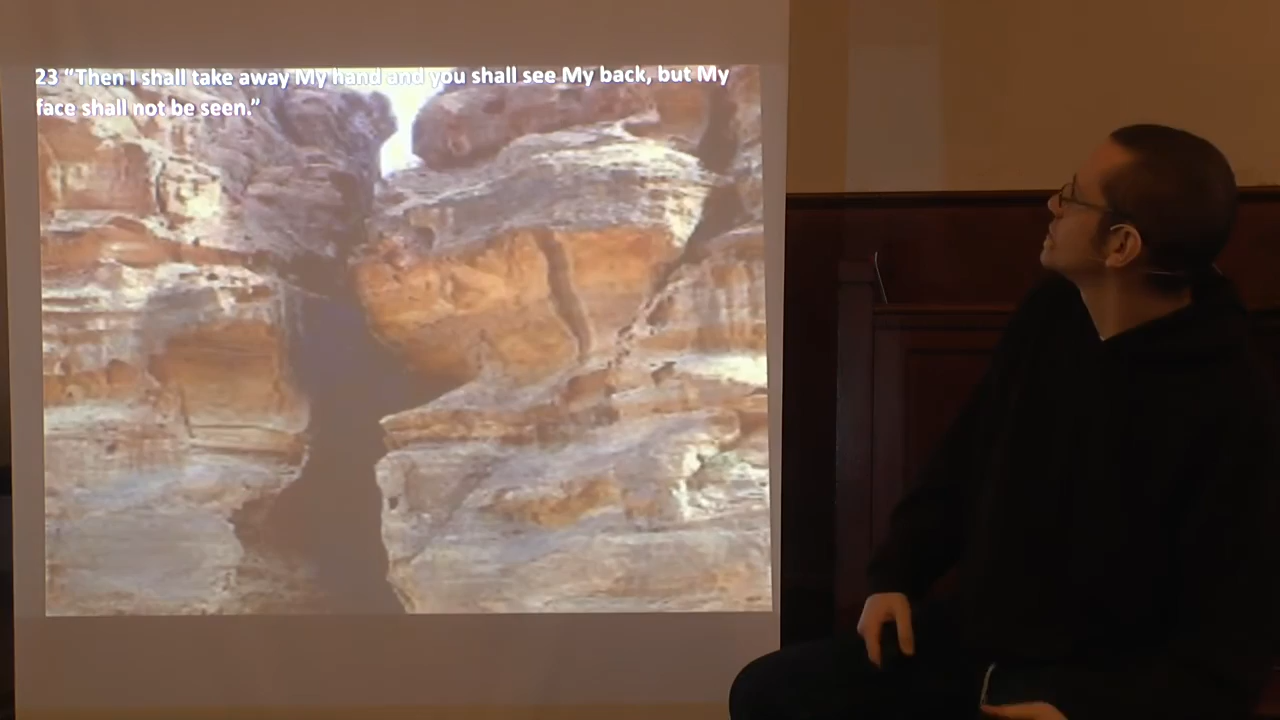 23 “Then I shall take away My hand and you shall see My back, but My
face shall not be seen.”